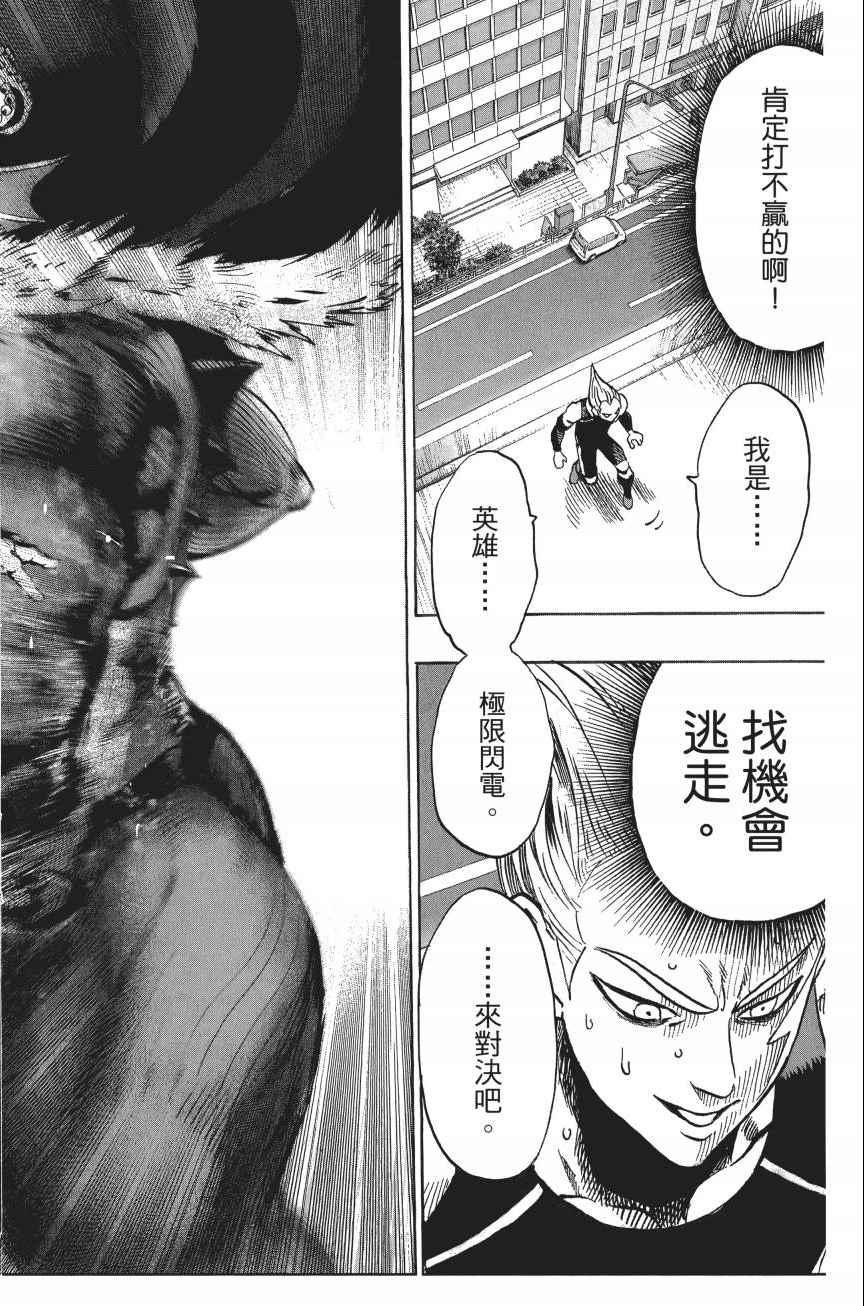 肯定打不贏的啊！
我是……
英雄……
極限閃電。
找機會
逃走。
……來對決吧。